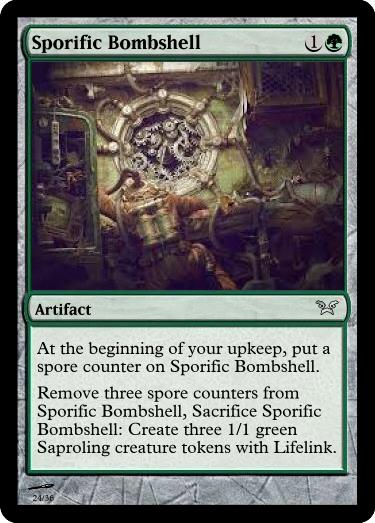 Sporific Bombshell 1
Artifact
At the beginning of your upkeep, put a
spore counter on Sporific Bombshell.
Remove three spore counters from
Sporific Bombshell, Sacrifice Sporific
Bombshell: Create three 1/1 green
Saproling creature tokens with Lifelink.
24/36